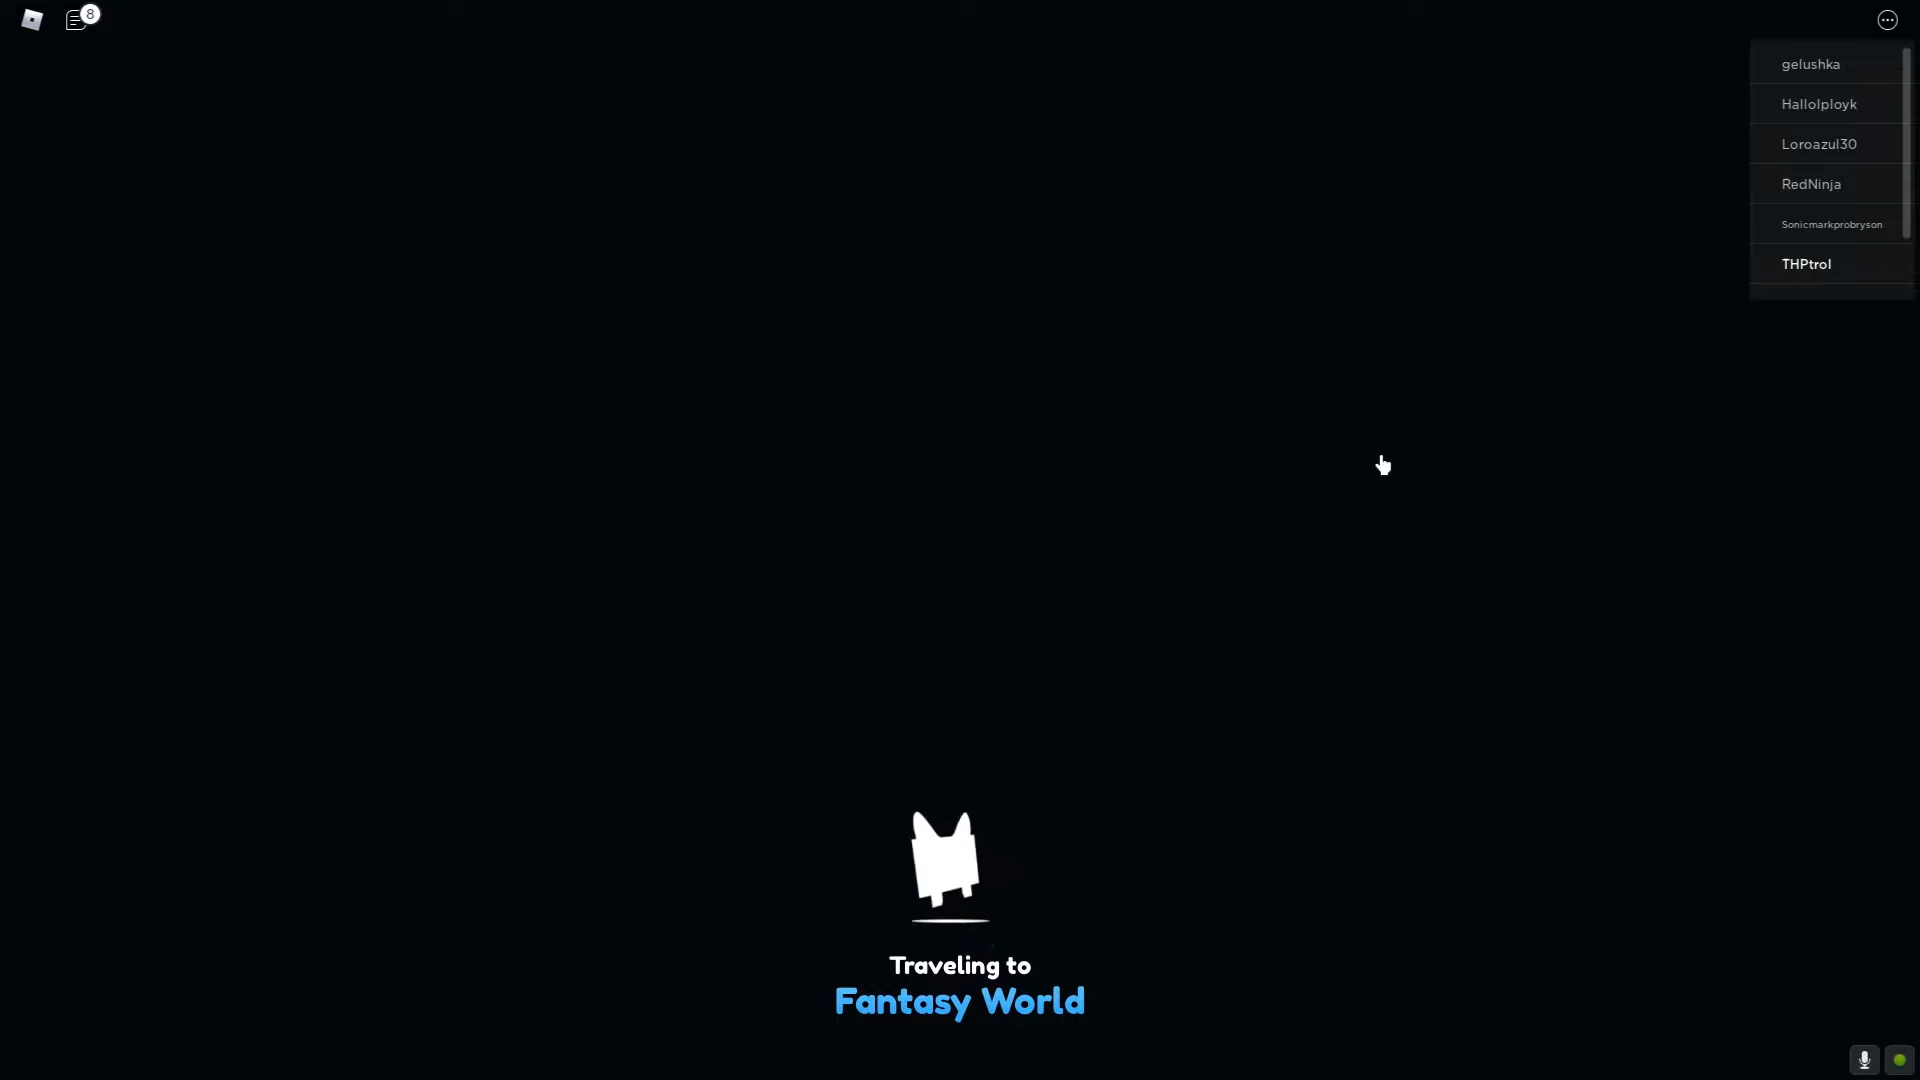 8
gelushka
Hallolployk
Loroazul30
RedNinja
Sonicmarkprobryson
THPtrol
Traveling to
Fantasy World